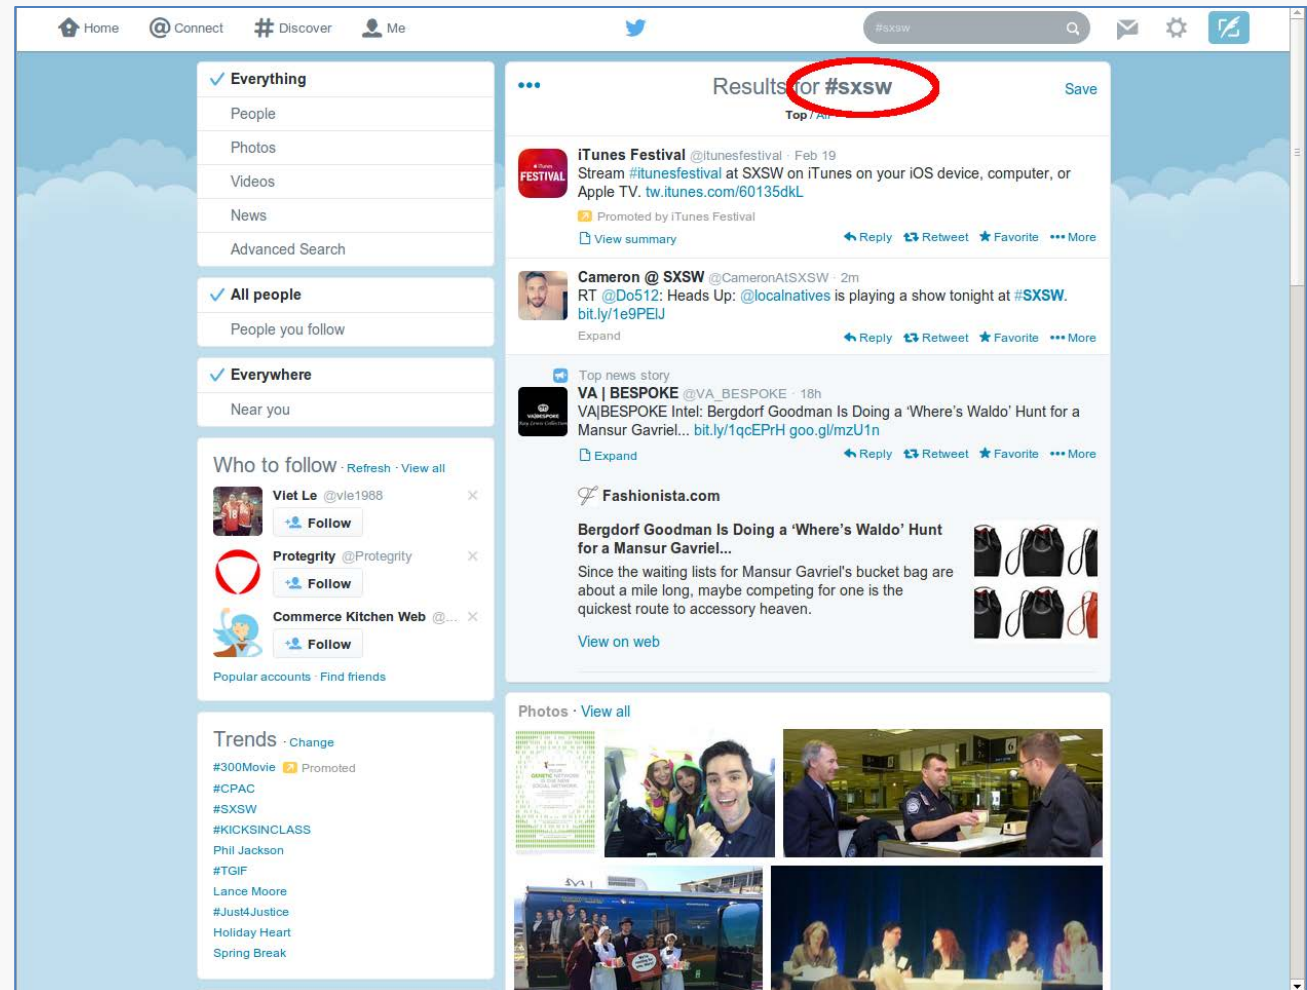 Home @ Connect # Discover Me #sxsw
Everything
People
Photos
Videos
News
Advanced Search
All people
People you follow
Everywhere
Near you
Who to follow · Refresh · View all
Viet Le @vle1988
Follow
Protegrity @Protegrity
Follow
Commerce Kitchen Web @...
Follow
Popular accounts · Find friends
Trends · Change
#300Movie Promoted
#CPAC
#SXSW
#KICKSINCLASS
Phil Jackson
#TGIF
Lance Moore
#Just4Justice
Holiday Heart
Spring Break
Results for #sxsw
Save
Top / All
FESTIVAL
iTunes Festival @itunesfestival · Feb 19
Stream #itunesfestival at SXSW on iTunes on your iOS device, computer, or
Apple TV. tw.itunes.com/60135dkL
Promoted by iTunes Festival
View summary Reply Retweet Favorite More
Cameron @ SXSW @CameronAtSXSW · 2m
RT @Do512: Heads Up: @localnatives is playing a show tonight at #SXSW.
bit.ly/1e9PElJ
Expand Reply Retweet Favorite More
Top news story
VA | BESPOKE @VA_BESPOKE · 18h
VA|BESPOKE Intel: Bergdorf Goodman Is Doing a ‘Where’s Waldo’ Hunt for a
Mansur Gavriel... bit.ly/1qcEPrH goo.gl/mzU1n
Expand Reply Retweet Favorite More
Fashionista.com
Bergdorf Goodman Is Doing a ‘Where’s Waldo’ Hunt
for a Mansur Gavriel...
Since the waiting lists for Mansur Gavriel's bucket bag are
about a mile long, maybe competing for one is the
quickest route to accessory heaven.
View on web
Photos · View all
YOUR
GENETIC NETWORK
IS THE NEW
SOCIAL NETWORK